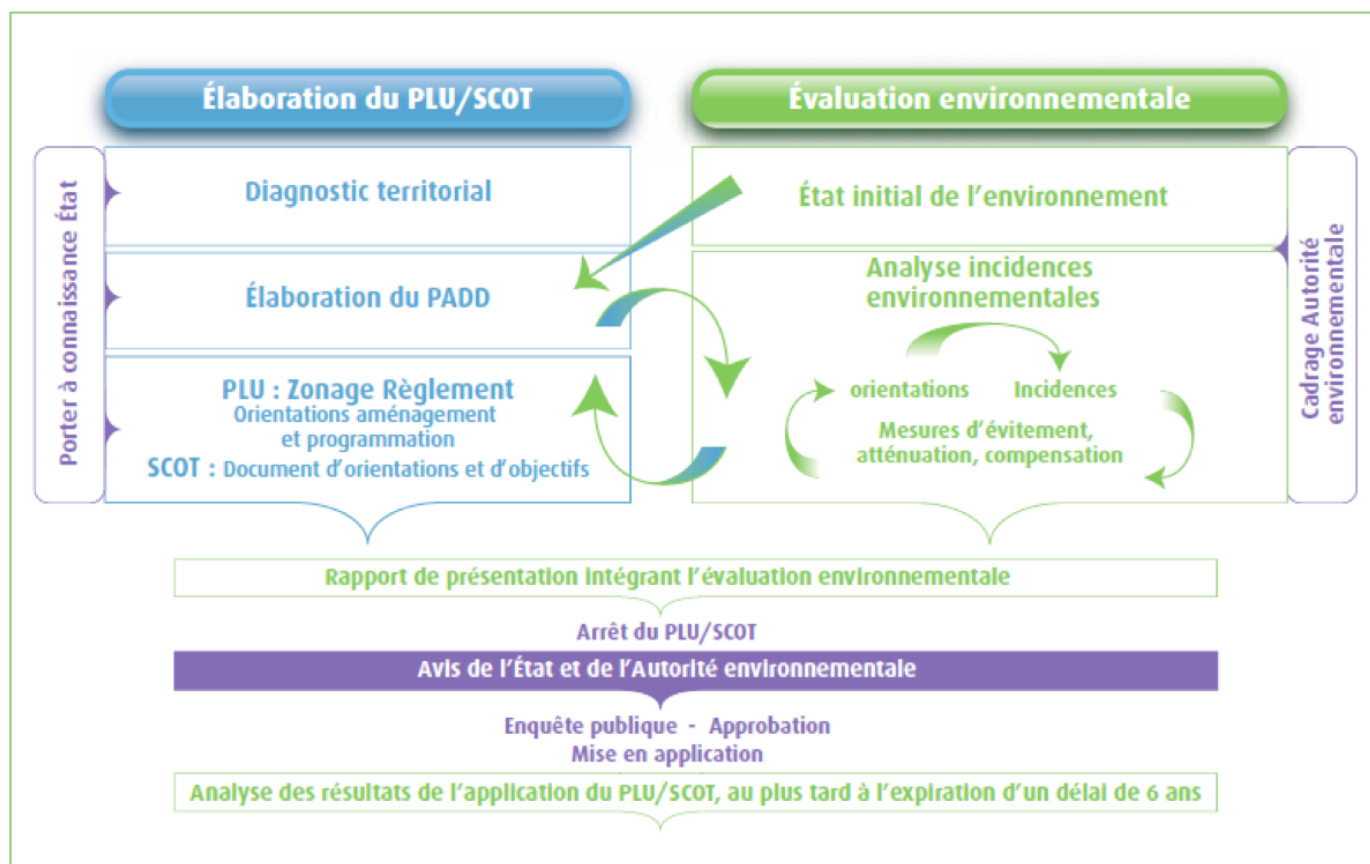 Élaboration du PLU/SCOT
Évaluation environnementale
Porter à connaissance État
Diagnostic territorial
État initial de l'environnement
Cadrage Autorité
environnementale
Élaboration du PADD
Analyse incidences
environnementales
orientations
Incidences
Mesures d'évitement,
atténuation, compensation
PLU : Zonage Règlement
Orientations aménagement
et programmation
SCOT : Document d'orientations et d'objectifs
Rapport de présentation intégrant l'évaluation environnementale
Arrêt du PLU/SCOT
Avis de l'État et de l'Autorité environnementale
Enquête publique - Approbation
Mise en application
Analyse des résultats de l'application du PLU/SCOT, au plus tard à l'expiration d'un délai de 6 ans